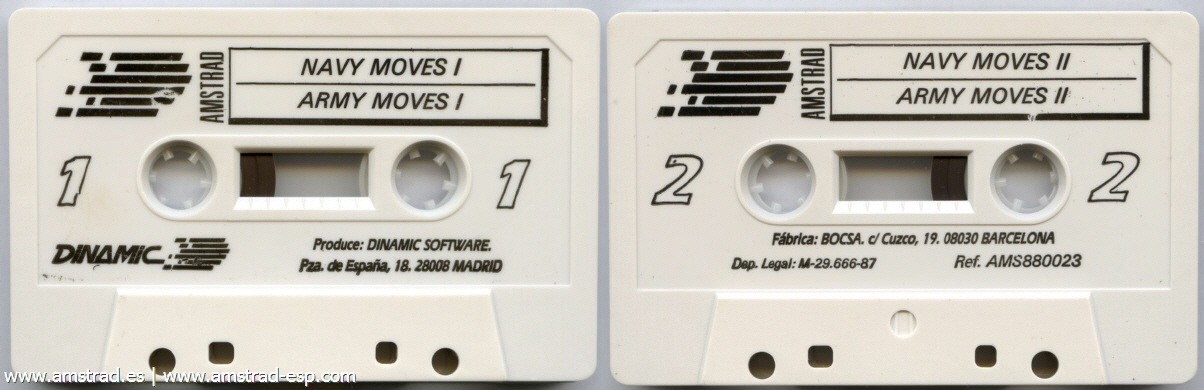 AMSTRAD
NAVY MOVES I
ARMY MOVES I
1
1
DINAMIC
Produce: DINAMIC SOFTWARE.
Pza. de España, 18. 28008 MADRID
AMSTRAD
NAVY MOVES II
ARMY MOVES II
2
2
Fábrica: BOCSA. c/ Cuzco, 19. 08030 BARCELONA
Dep. Legal: M-29.666-87
Ref. AMS880023
www.amstrad.es | www.amstrad-esp.com